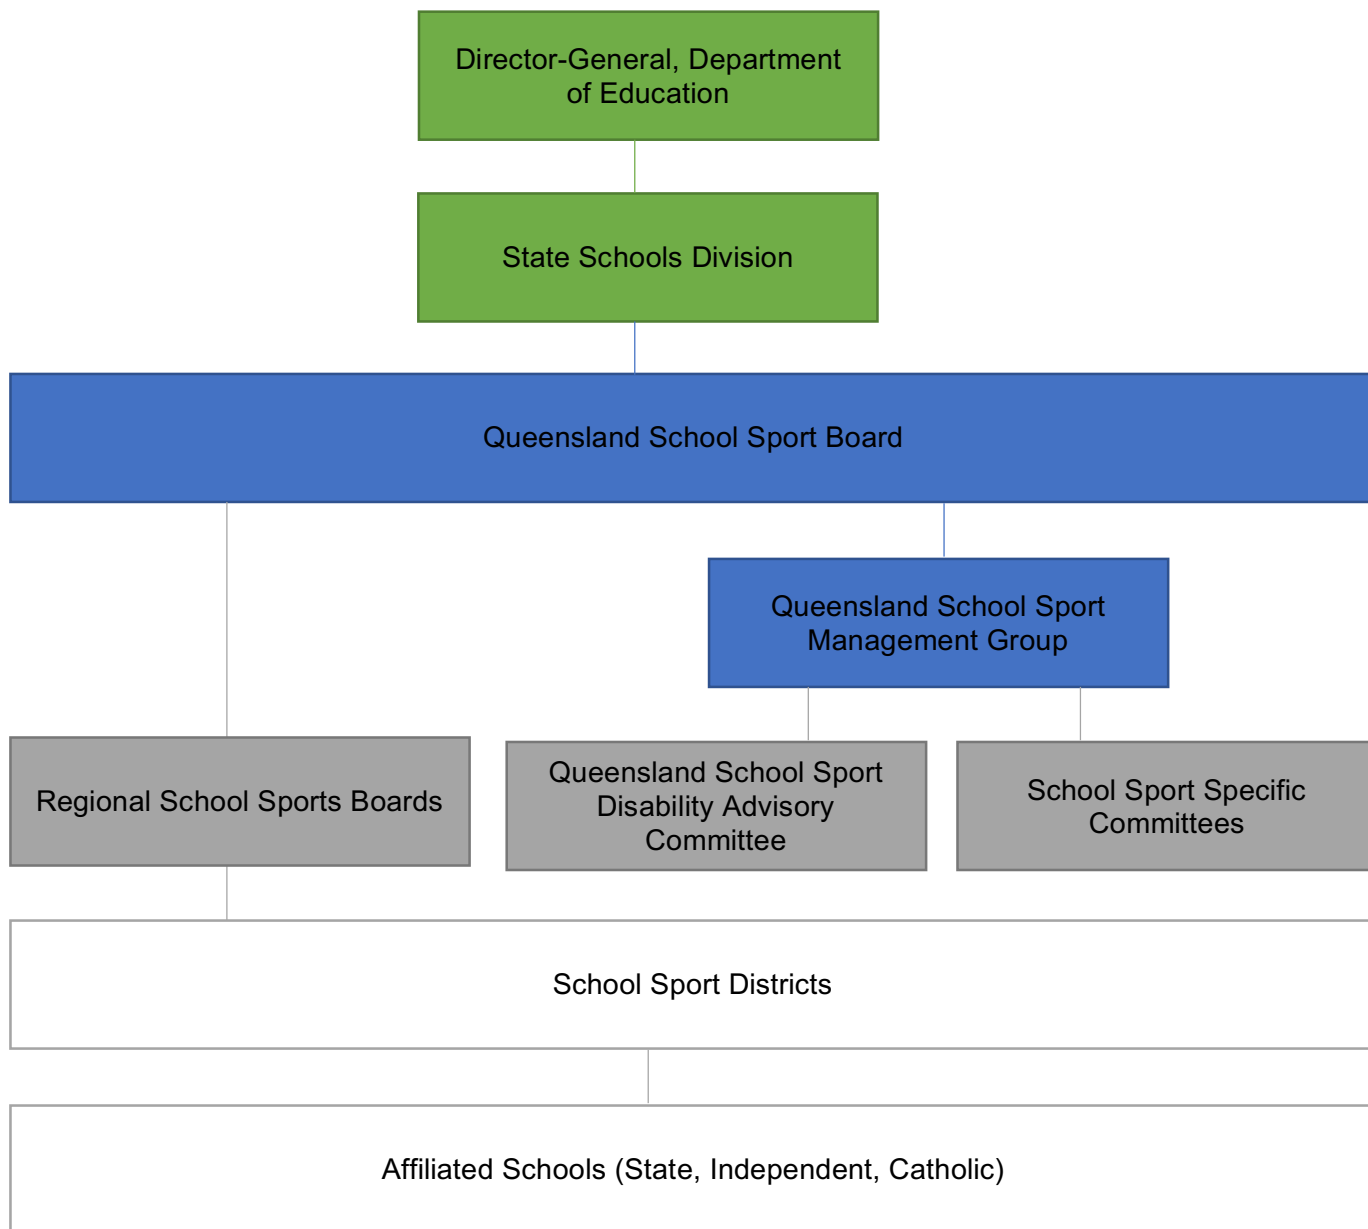 Director-General, Department
of Education
State Schools Division
Queensland School Sport Board
Queensland School Sport
Management Group
Regional School Sports Boards
Queensland School Sport
Disability Advisory
Committee
School Sport Specific
Committees
School Sport Districts
Affiliated Schools (State, Independent, Catholic)